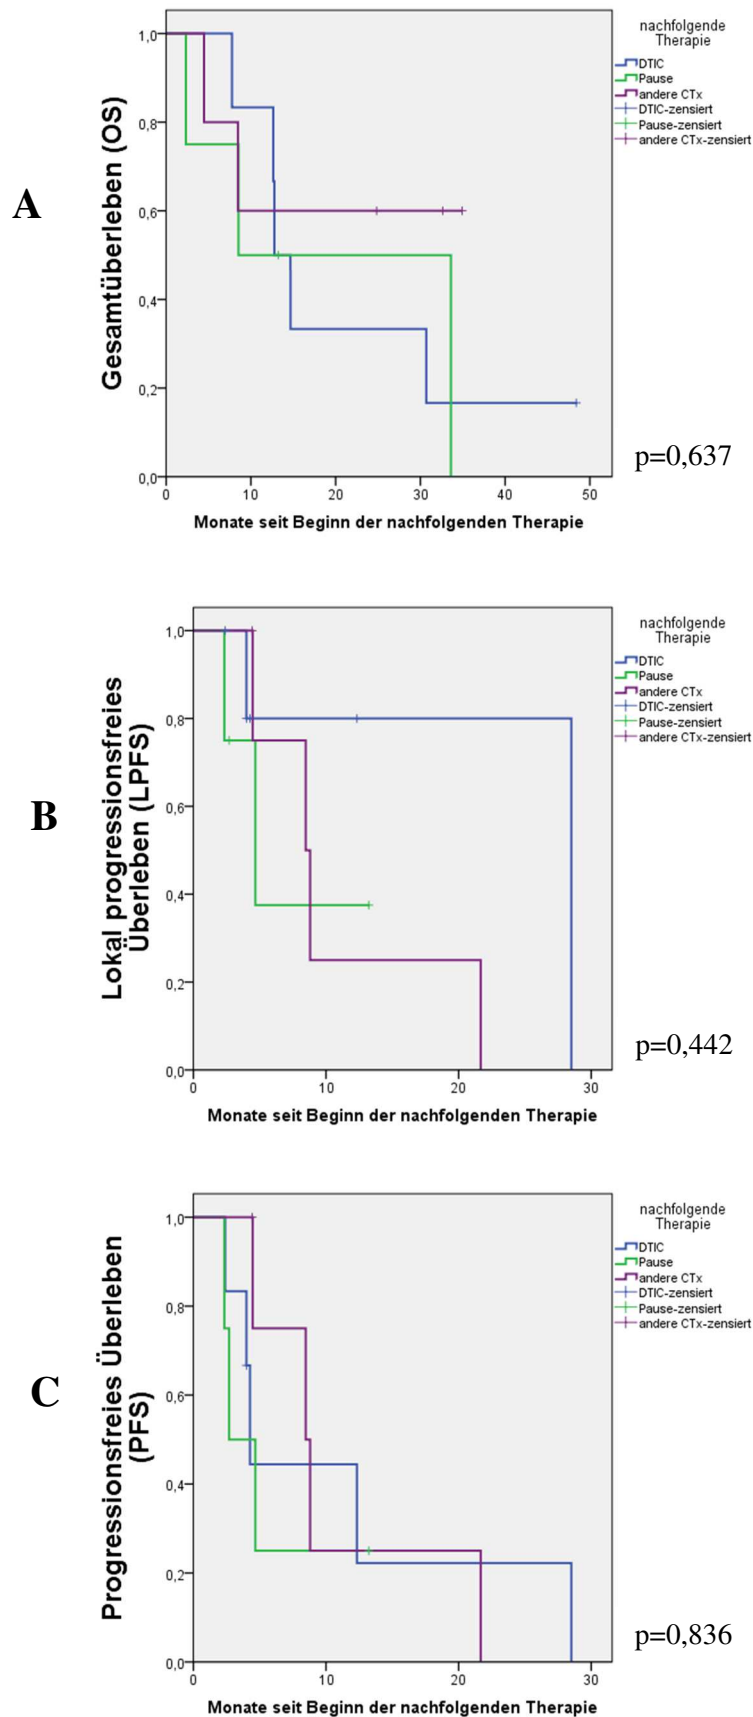 A
Gesamtüberleben (OS)
1,0
0,8
0,6
0,4
0,2
0,0
0 10 20 30 40 50
Monate seit Beginn der nachfolgenden Therapie
nachfolgende
Therapie
DTIC
Pause
andere CTx
DTIC-zensiert
Pause-zensiert
andere CTx-zensiert
p=0,637
B
Lokal progressionsfreies
Überleben (LPFS)
1,0
0,8
0,6
0,4
0,2
0,0
0 10 20 30
Monate seit Beginn der nachfolgenden Therapie
nachfolgende
Therapie
DTIC
Pause
andere CTx
DTIC-zensiert
Pause-zensiert
andere CTx-zensiert
p=0,442
C
Progressionsfreies Überleben
(PFS)
1,0
0,8
0,6
0,4
0,2
0,0
0 10 20 30
Monate seit Beginn der nachfolgenden Therapie
nachfolgende
Therapie
DTIC
Pause
andere CTx
DTIC-zensiert
Pause-zensiert
andere CTx-zensiert
p=0,836